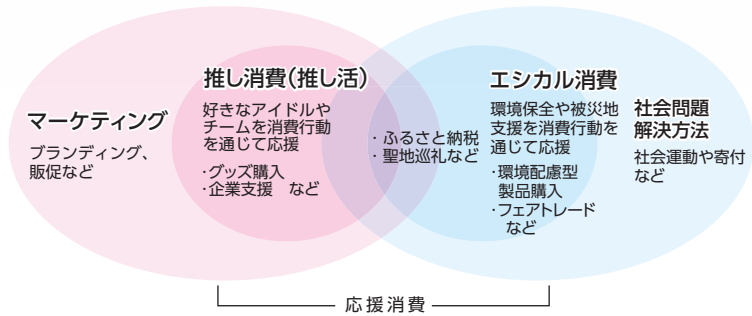 マーケティング
ブランディング、
販促など
推し消費(推し活)
好きなアイドルや
チームを消費行動
を通じて応援
・グッズ購入
・企業支援　など
・ふるさと納税
・聖地巡礼など
エシカル消費
環境保全や被災地
支援を消費行動を
通じて応援
・環境配慮型
製品購入
・フェアトレード
など
社会問題
解決方法
社会運動や寄付
など
応援消費